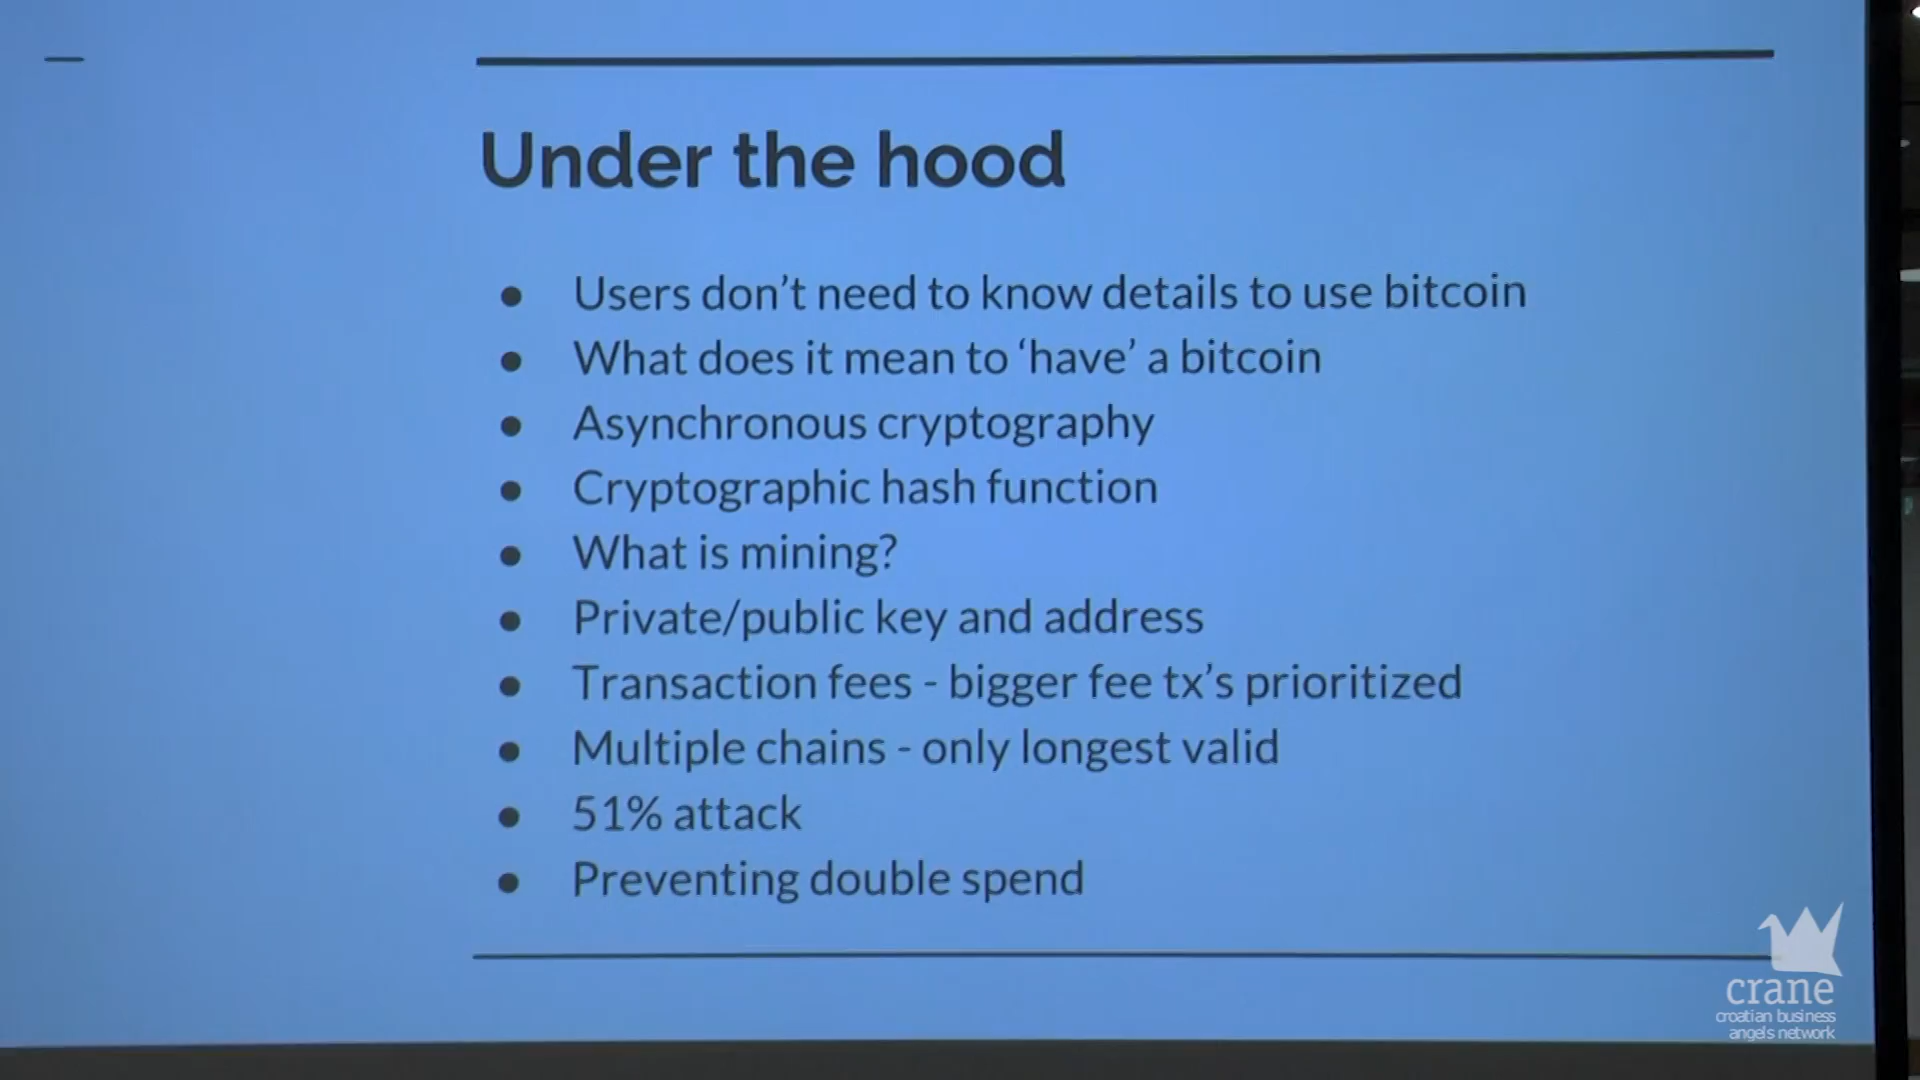 Under the hood
● Users don’t need to know details to use bitcoin
● What does it mean to ‘have’ a bitcoin
● Asynchronous cryptography
● Cryptographic hash function
● What is mining?
● Private/public key and address
● Transaction fees - bigger fee tx’s prioritized
● Multiple chains - only longest valid
● 51% attack
● Preventing double spend
crane
croatian business
angels network